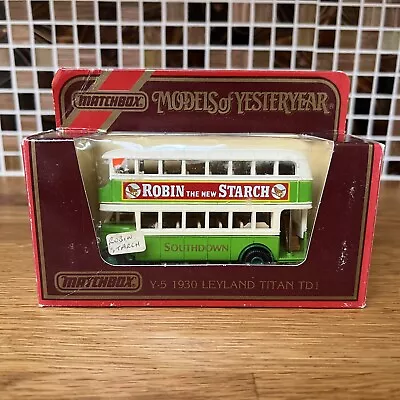 MATCHBOX
MODELS of YESTERYEAR
ROBIN THE NEW STARCH
ROBIN
STARCH
SOUTHDOWN
MATCHBOX
Y-5 1930 LEYLAND TITAN TD1